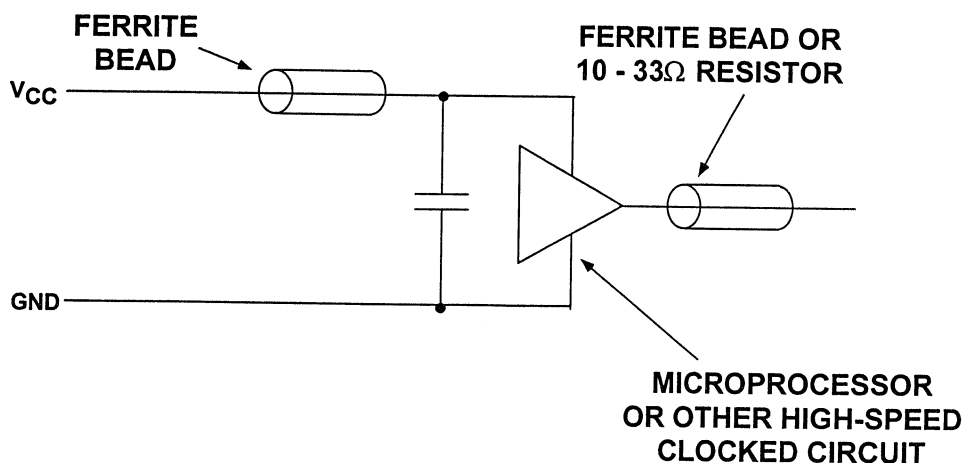 FERRITE
BEAD
FERRITE BEAD OR
10 - 33Ω RESISTOR
VCC
GND
MICROPROCESSOR
OR OTHER HIGH-SPEED
CLOCKED CIRCUIT